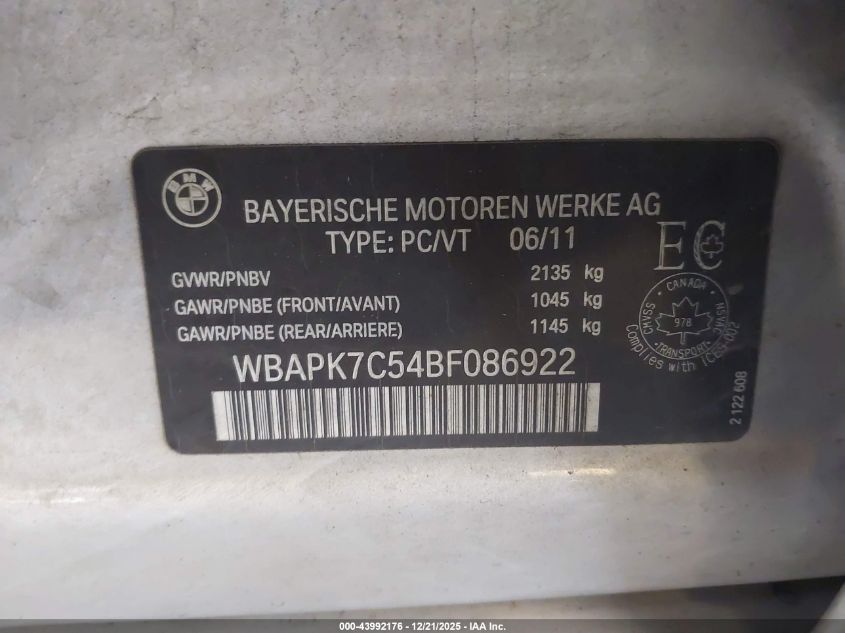 BMW
BAYERISCHE MOTOREN WERKE AG
TYPE: PC/VT 06/11
EC
GVWR/PNBV 2135 kg
GAWR/PNBE (FRONT/AVANT) 1045 kg
GAWR/PNBE (REAR/ARRIERE) 1145 kg
CANADA
CMVSS
978
NSVAC
TRANSPORT
Complies with ICES-002
WBAPK7C54BF086922
2 122 608
000-43992176 - 12/21/2025 - IAA Inc.